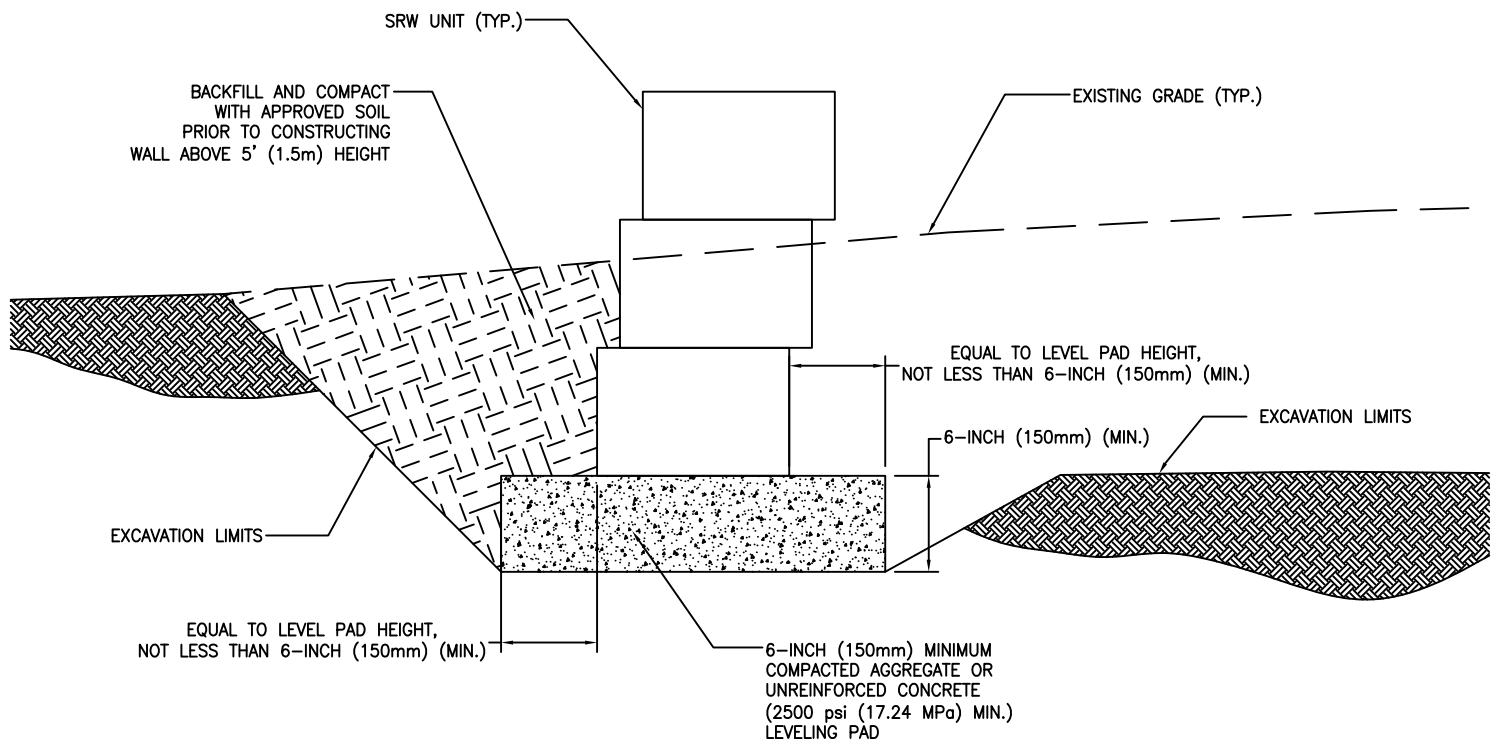 SRW UNIT (TYP.)
BACKFILL AND COMPACT
WITH APPROVED SOIL
PRIOR TO CONSTRUCTING
WALL ABOVE 5' (1.5m) HEIGHT
EXISTING GRADE (TYP.)
EQUAL TO LEVEL PAD HEIGHT,
NOT LESS THAN 6-INCH (150mm) (MIN.)
EXCAVATION LIMITS
6-INCH (150mm) (MIN.)
EXCAVATION LIMITS
EQUAL TO LEVEL PAD HEIGHT,
NOT LESS THAN 6-INCH (150mm) (MIN.)
6-INCH (150mm) MINIMUM
COMPACTED AGGREGATE OR
UNREINFORCED CONCRETE
(2500 psi (17.24 MPa) MIN.)
LEVELING PAD